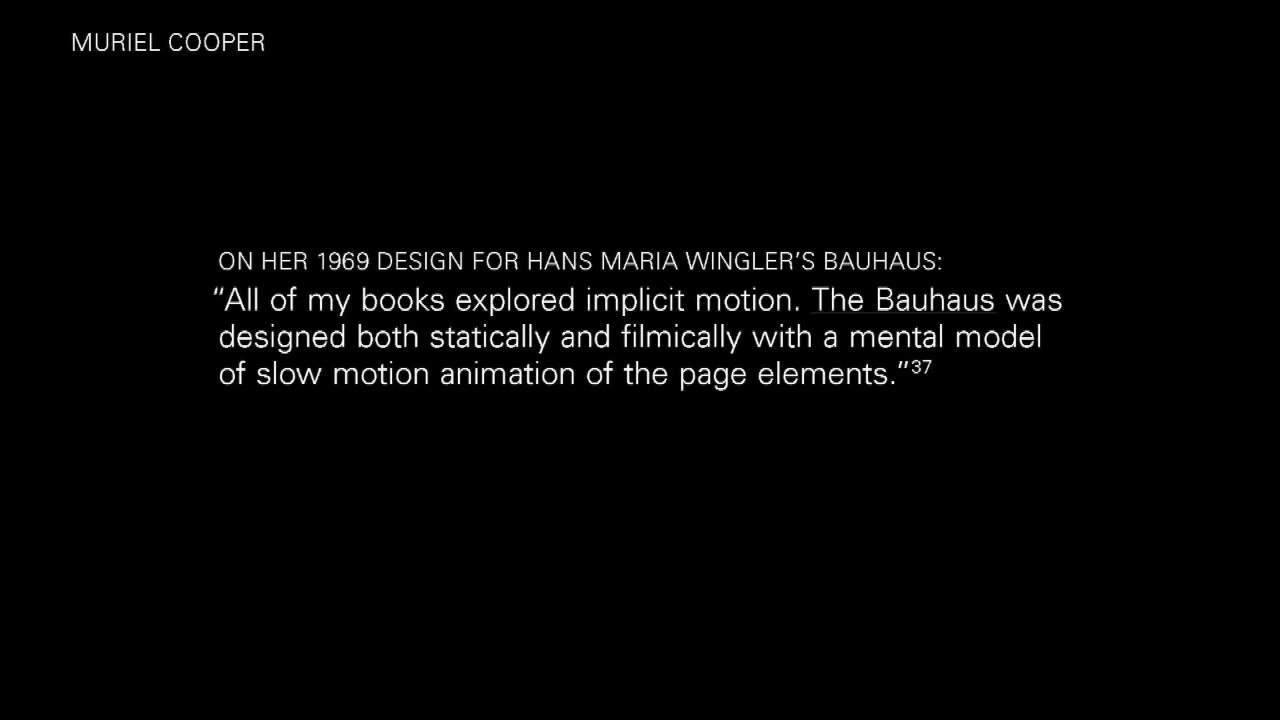 MURIEL COOPER
ON HER 1969 DESIGN FOR HANS MARIA WINGLER’S BAUHAUS:
“All of my books explored implicit motion. The Bauhaus was
designed both statically and filmically with a mental model
of slow motion animation of the page elements.”37